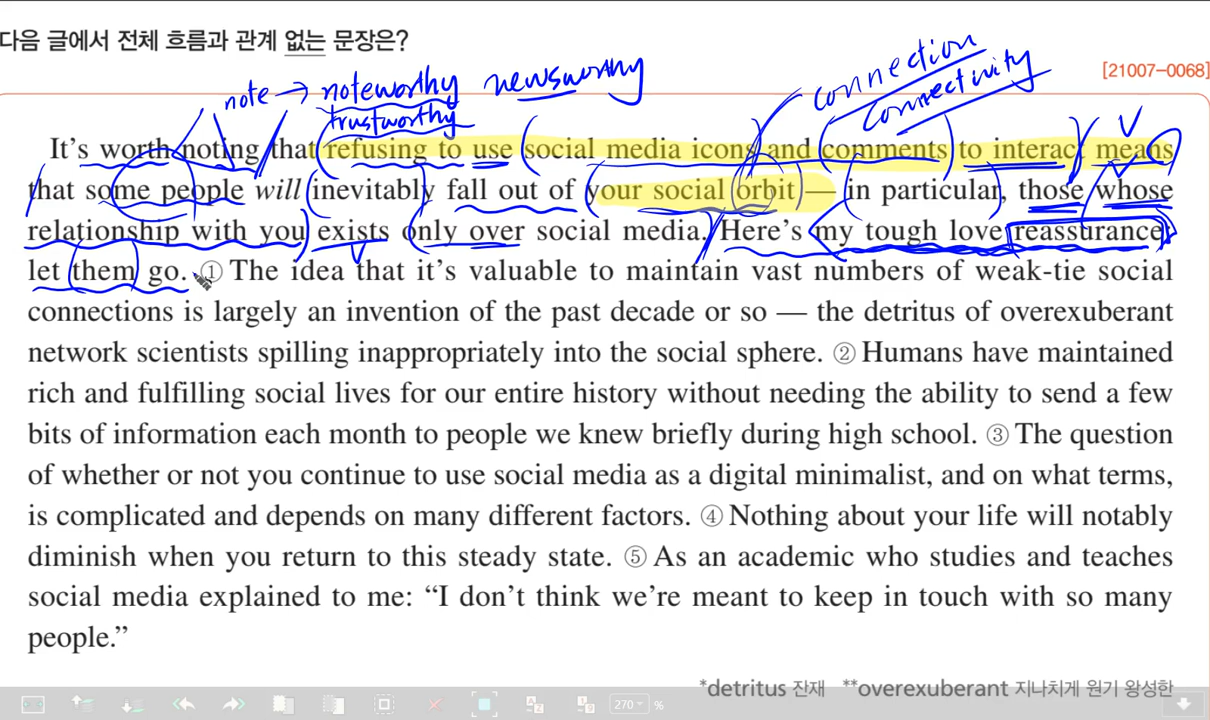 다음 글에서 전체 흐름과 관계 없는 문장은?
connection
note → noteworthy newsworthy
connectivity
[21007-0068]
trustworthy
It's worth noting that refusing to use social media icons and comments to interact means
that some people will inevitably fall out of your social orbit — in particular, those whose
relationship with you exists only over social media. Here's my tough love reassurance:
let them go. ① The idea that it's valuable to maintain vast numbers of weak-tie social
connections is largely an invention of the past decade or so — the detritus of overexuberant
network scientists spilling inappropriately into the social sphere. ② Humans have maintained
rich and fulfilling social lives for our entire history without needing the ability to send a few
bits of information each month to people we knew briefly during high school. ③ The question
of whether or not you continue to use social media as a digital minimalist, and on what terms,
is complicated and depends on many different factors. ④ Nothing about your life will notably
diminish when you return to this steady state. ⑤ As an academic who studies and teaches
social media explained to me: “I don't think we're meant to keep in touch with so many
people.”
*detritus 잔재 **overexuberant 지나치게 원기 왕성한
270 %